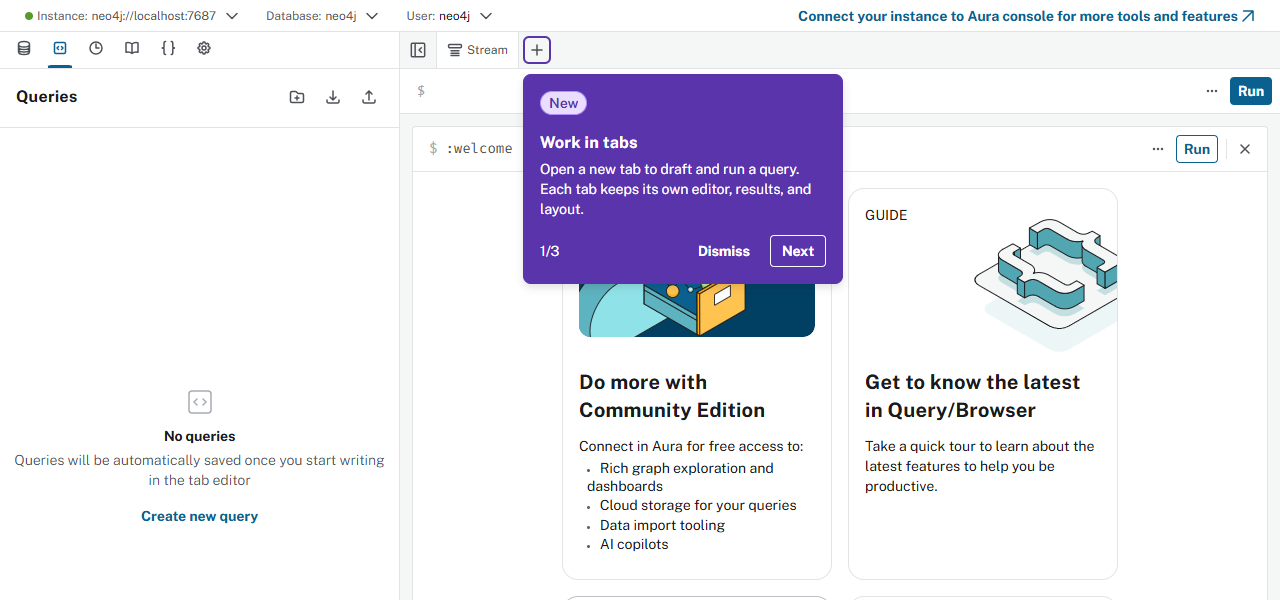 Instance: neo4j://localhost:7687
Database: neo4j
User: neo4j
Connect your instance to Aura console for more tools and features
Stream
Queries
$
Run
New
Work in tabs
Open a new tab to draft and run a query.
Each tab keeps its own editor, results, and
layout.
1/3
Dismiss
Next
$ :welcome
Run
GUIDE
Do more with
Community Edition
Connect in Aura for free access to:
• Rich graph exploration and
dashboards
• Cloud storage for your queries
• Data import tooling
• AI copilots
Get to know the latest
in Query/Browser
Take a quick tour to learn about the
latest features to help you be
productive.
No queries
Queries will be automatically saved once you start writing
in the tab editor
Create new query